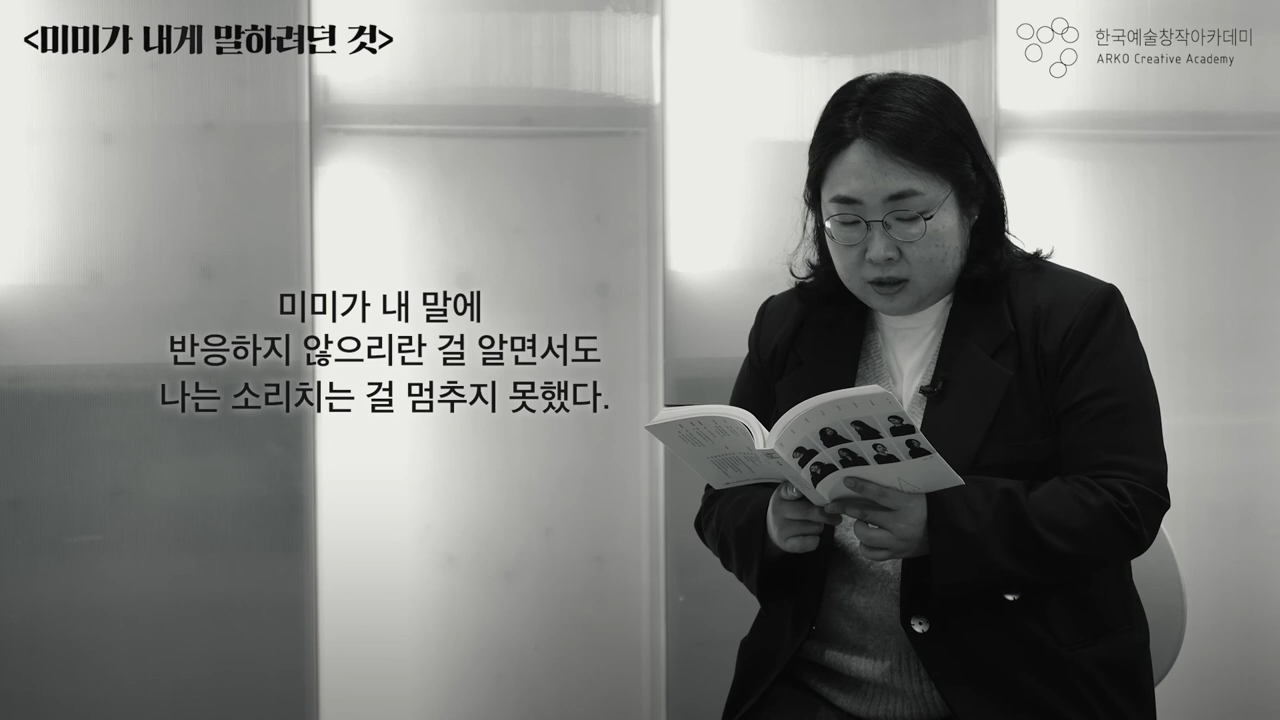 <미미가 내게 말하려던 것>
한국예술창작아카데미
ARKO Creative Academy
미미가 내 말에
반응하지 않으리란 걸 알면서도
나는 소리치는 걸 멈추지 못했다.